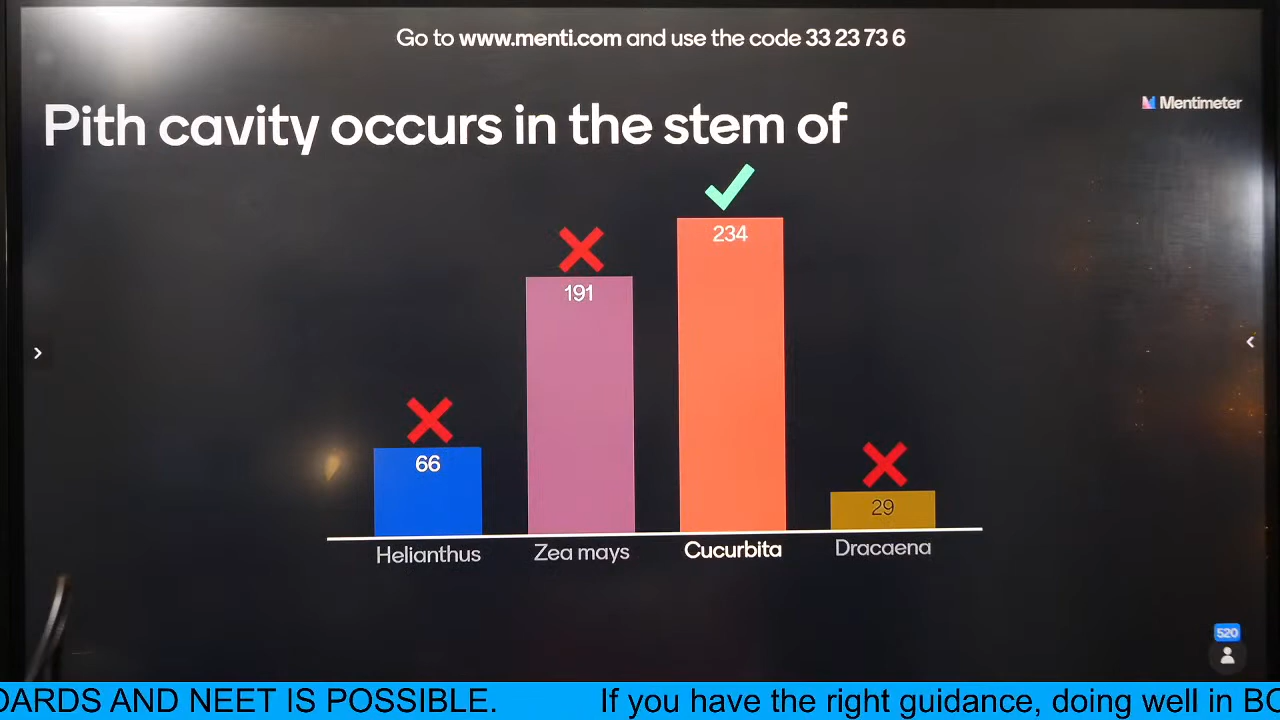 Go to www.menti.com and use the code 33 23 73 6
Mentimeter
Pith cavity occurs in the stem of
66
191
234
29
Helianthus
Zea mays
Cucurbita
Dracaena
520
OARDS AND NEET IS POSSIBLE. If you have the right guidance, doing well in BO